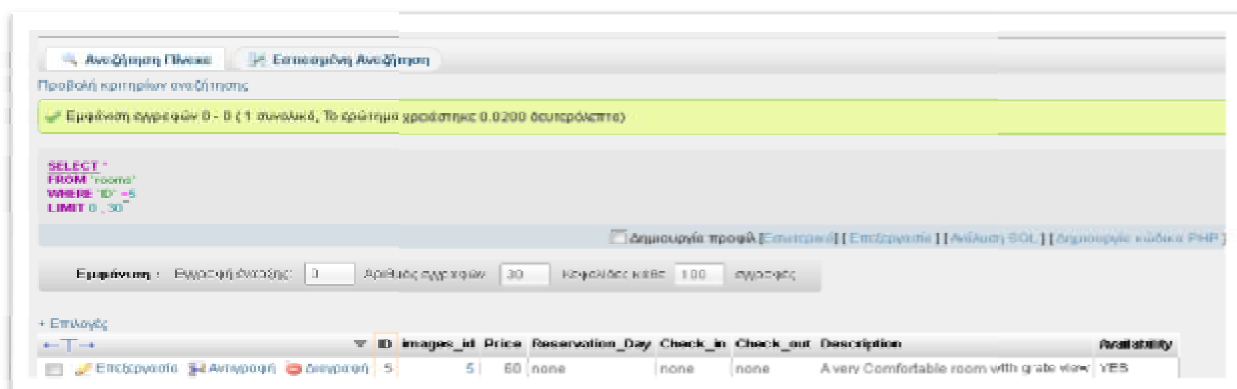 Αναζήτηση Πίνακα Εστιασμένη Αναζήτηση
Προβολή κριτηρίων αναζήτησης
Εμφάνιση εγγραφών 0 - 0 ( 1 συνολικά, Το ερώτημα χρειάστηκε 0.0200 δευτερόλεπτα)
SELECT *
FROM `rooms`
WHERE `ID` =5
LIMIT 0 , 30
Δημιουργία προφίλ [Εσωτερικό] [ Επεξεργασία ] [ Ανάλυση SQL ] [ Δημιουργία κώδικα PHP ]
Εμφάνιση : Εγγραφή έναρξης: 0 Αριθμός εγγραφών: 30 Κεφαλίδες κάθε 100 εγγραφές
+ Επιλογές
←T→ ID images_id Price Reservation_Day Check_in Check_out Description Availability
Επεξεργασία Αντιγραφή Διαγραφή 5 5 60 none none none A very Comfortable room with grate view YES